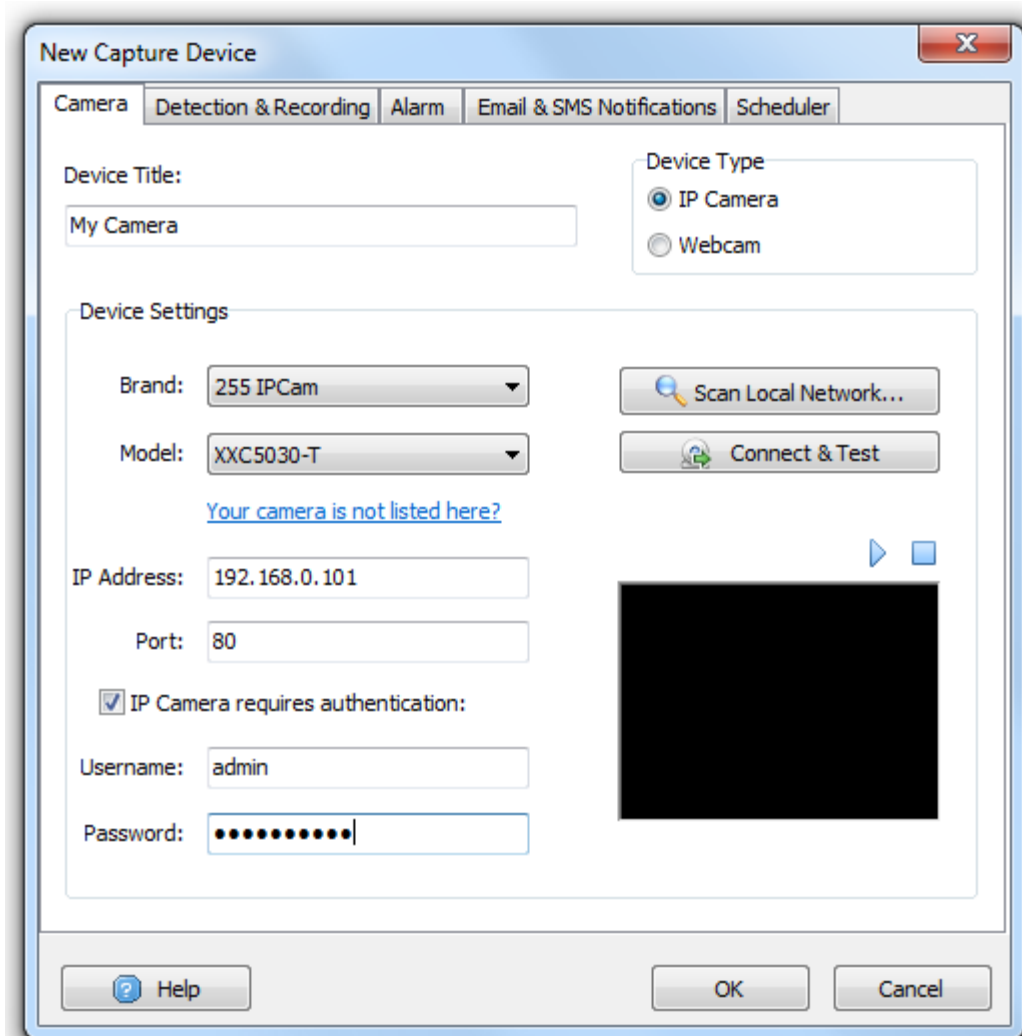 New Capture Device
Camera Detection & Recording Alarm Email & SMS Notifications Scheduler
Device Title:
My Camera
Device Type
IP Camera
Webcam
Device Settings
Brand: 255 IPCam
Scan Local Network...
Model: XXC5030-T
Connect & Test
Your camera is not listed here?
IP Address: 192.168.0.101
Port: 80
IP Camera requires authentication:
Username: admin
Password: ●●●●●●●●●●
Help OK Cancel